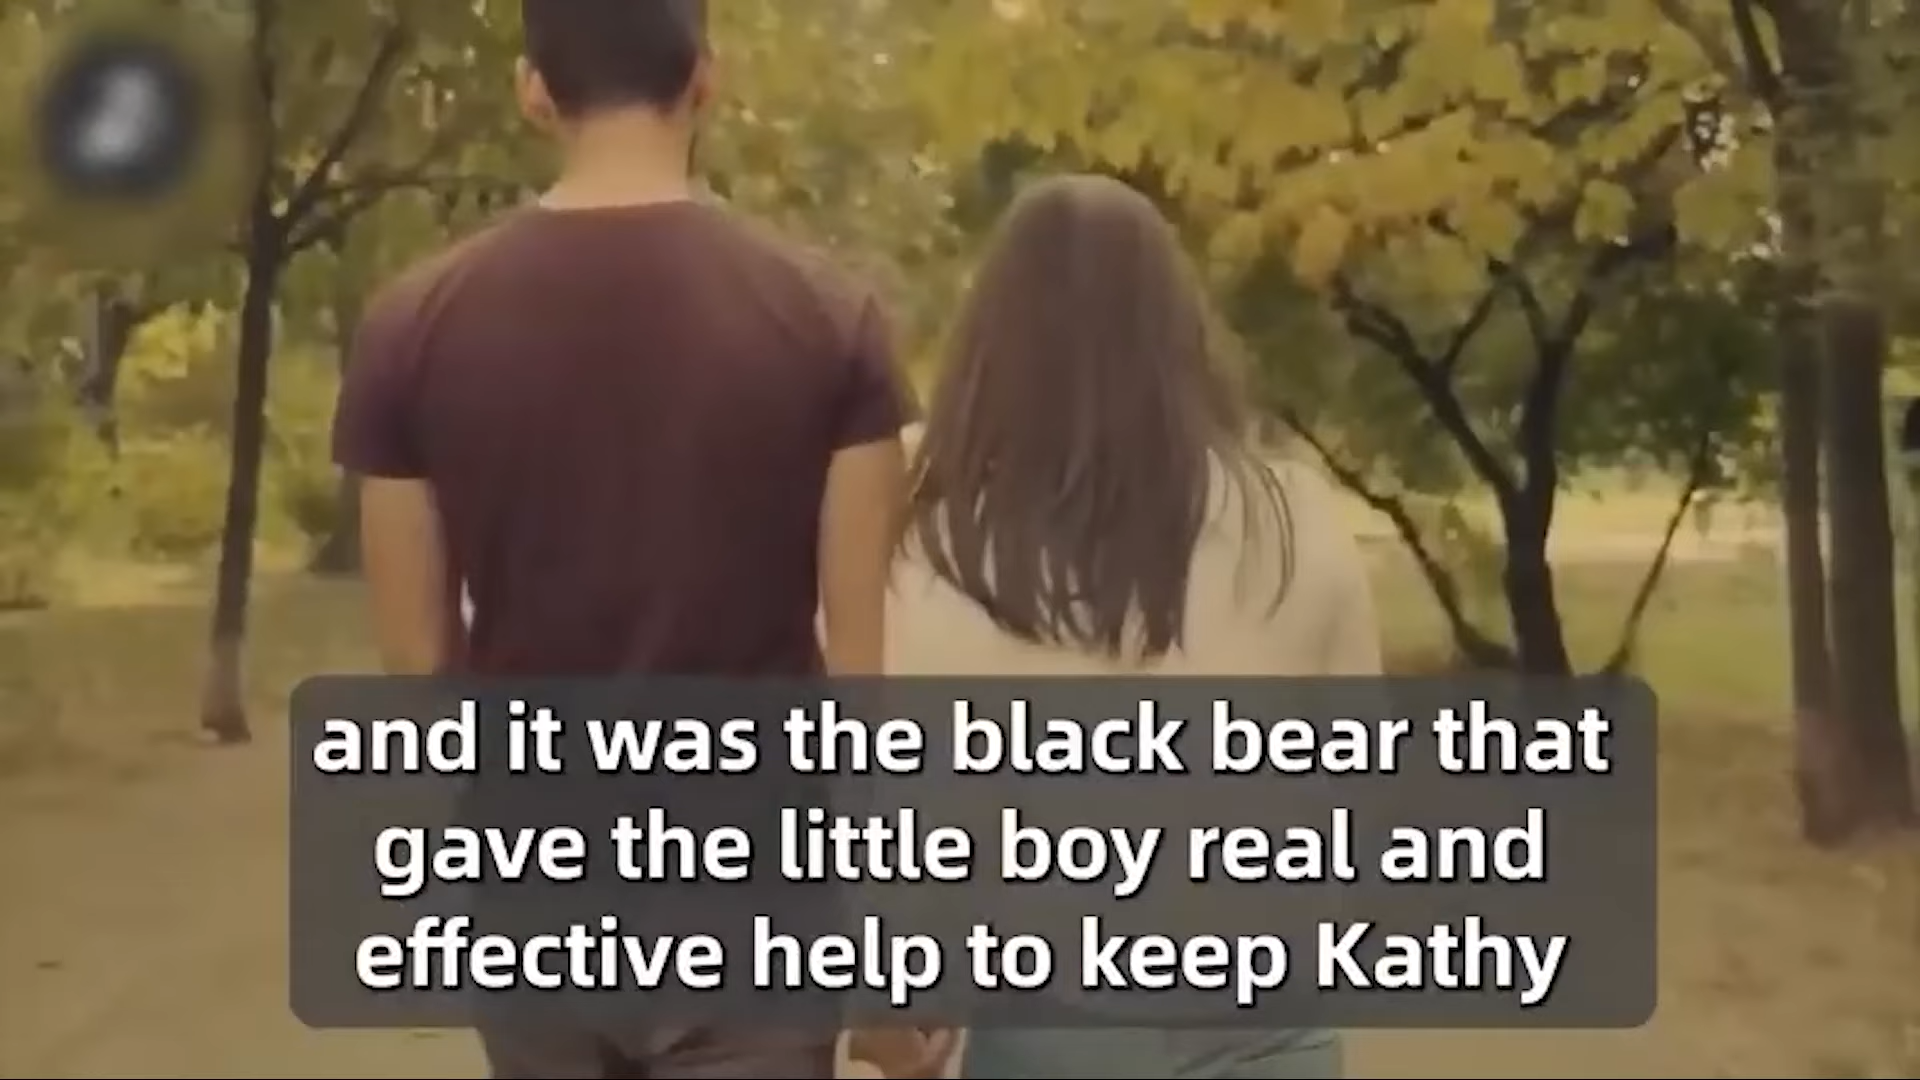 and it was the black bear that
gave the little boy real and
effective help to keep Kathy